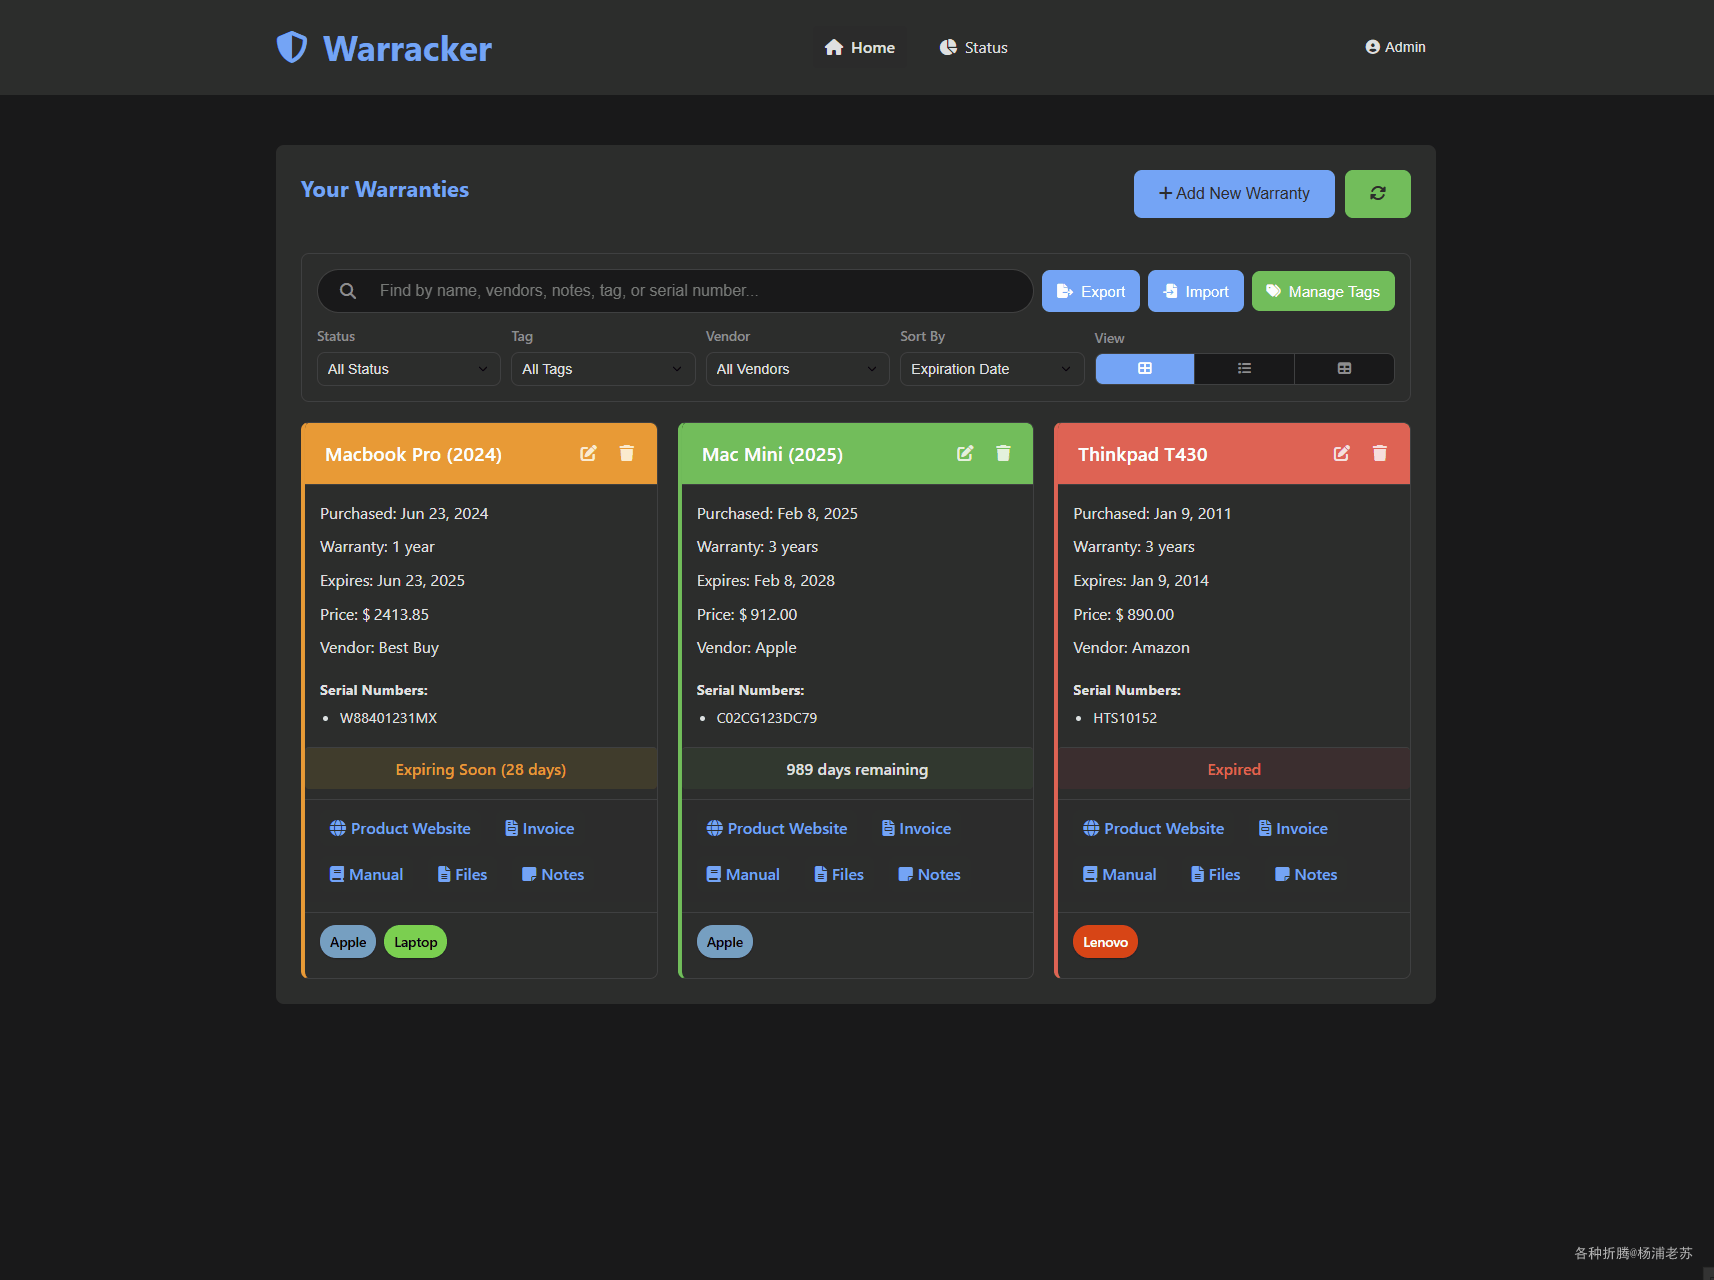 Warracker
Home
Status
Admin
Your Warranties
Add New Warranty
Find by name, vendors, notes, tag, or serial number...
Export
Import
Manage Tags
Status
Tag
Vendor
Sort By
View
All Status
All Tags
All Vendors
Expiration Date
Macbook Pro (2024)
Purchased: Jun 23, 2024
Warranty: 1 year
Expires: Jun 23, 2025
Price: $ 2413.85
Vendor: Best Buy
Serial Numbers:
W88401231MX
Expiring Soon (28 days)
Product Website
Invoice
Manual
Files
Notes
Apple
Laptop
Mac Mini (2025)
Purchased: Feb 8, 2025
Warranty: 3 years
Expires: Feb 8, 2028
Price: $ 912.00
Vendor: Apple
Serial Numbers:
C02CG123DC79
989 days remaining
Product Website
Invoice
Manual
Files
Notes
Apple
Thinkpad T430
Purchased: Jan 9, 2011
Warranty: 3 years
Expires: Jan 9, 2014
Price: $ 890.00
Vendor: Amazon
Serial Numbers:
HTS10152
Expired
Product Website
Invoice
Manual
Files
Notes
Lenovo
各种折腾@杨浦老苏